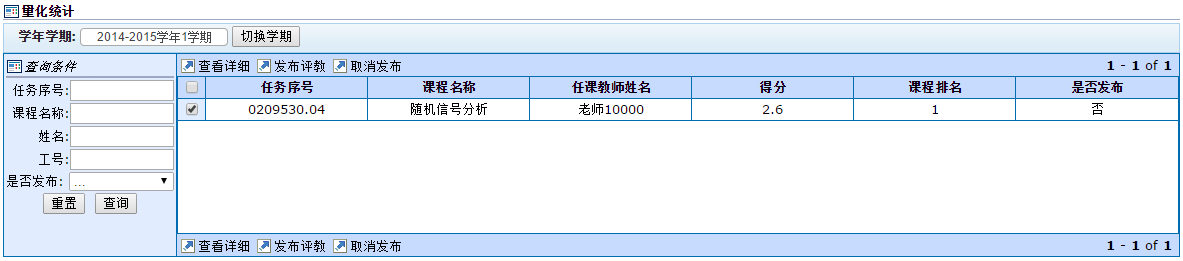 量化统计
学年学期: 2014-2015学年1学期 切换学期
查询条件
任务序号:
课程名称:
姓名:
工号:
是否发布: ...
重置 查询
查看详细 发布评教 取消发布 1 - 1 of 1
任务序号 课程名称 任课教师姓名 得分 课程排名 是否发布
0209530.04 随机信号分析 老师10000 2.6 1 否
查看详细 发布评教 取消发布 1 - 1 of 1